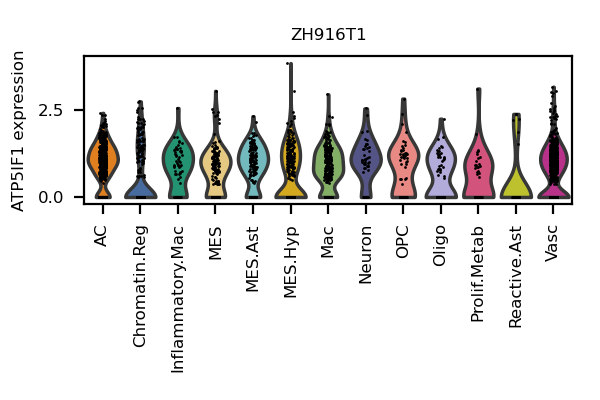 ZH916T1
ATP5IF1 expression
2.5
0.0
AC
Chromatin.Reg
Inflammatory.Mac
MES
MES.Ast
MES.Hyp
Mac
Neuron
OPC
Oligo
Prolif.Metab
Reactive.Ast
Vasc